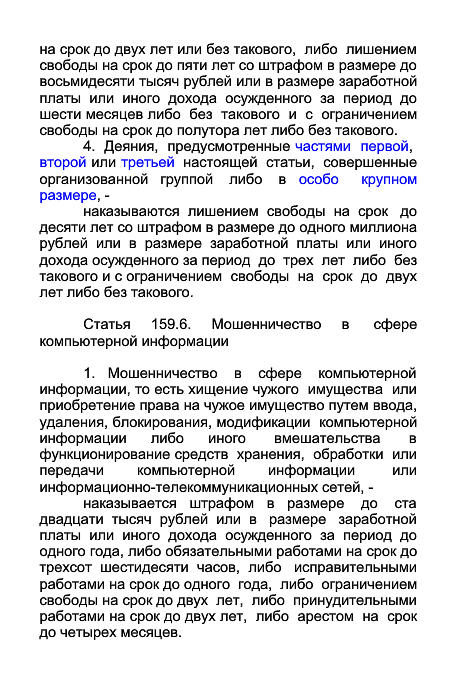 на срок до двух лет или без такового, либо лишением
свободы на срок до пяти лет со штрафом в размере до
восьмидесяти тысяч рублей или в размере заработной
платы или иного дохода осужденного за период до
шести месяцев либо без такового и с ограничением
свободы на срок до полутора лет либо без такового.
4. Деяния, предусмотренные частями первой,
второй или третьей настоящей статьи, совершенные
организованной группой либо в особо крупном
размере, -
наказываются лишением свободы на срок до
десяти лет со штрафом в размере до одного миллиона
рублей или в размере заработной платы или иного
дохода осужденного за период до трех лет либо без
такового и с ограничением свободы на срок до двух
лет либо без такового.
Статья 159.6. Мошенничество в сфере
компьютерной информации
1. Мошенничество в сфере компьютерной
информации, то есть хищение чужого имущества или
приобретение права на чужое имущество путем ввода,
удаления, блокирования, модификации компьютерной
информации либо иного вмешательства в
функционирование средств хранения, обработки или
передачи компьютерной информации или
информационно-телекоммуникационных сетей, -
наказывается штрафом в размере до ста
двадцати тысяч рублей или в размере заработной
платы или иного дохода осужденного за период до
одного года, либо обязательными работами на срок до
трехсот шестидесяти часов, либо исправительными
работами на срок до одного года, либо ограничением
свободы на срок до двух лет, либо принудительными
работами на срок до двух лет, либо арестом на срок
до четырех месяцев.